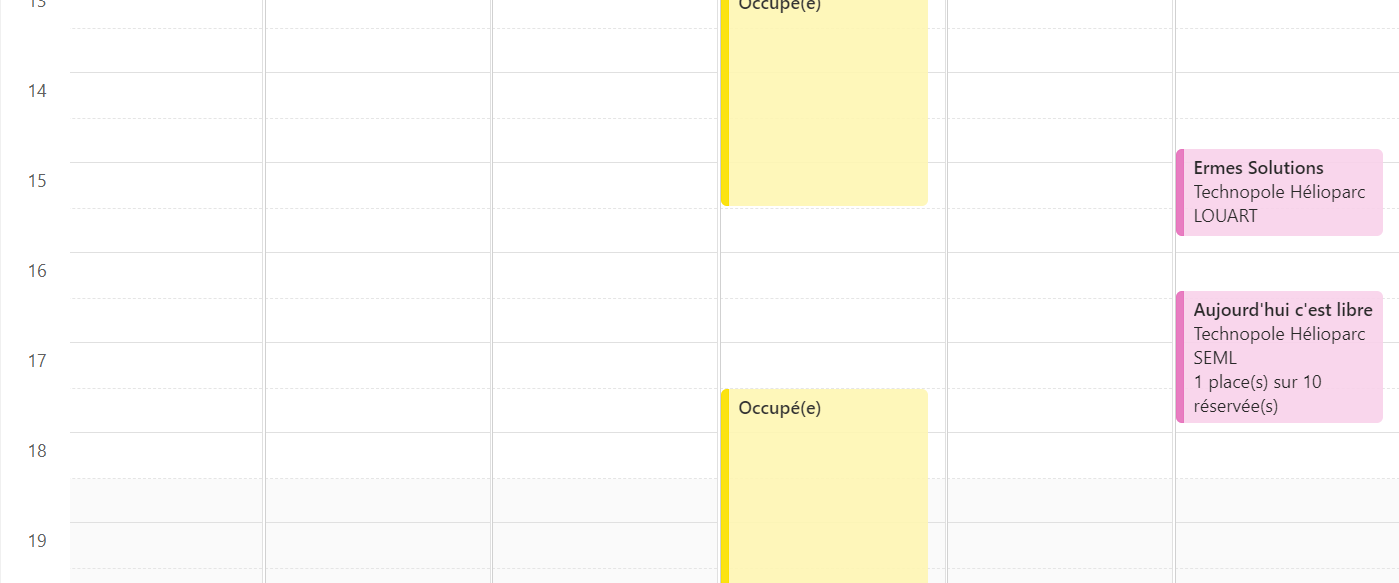 13
Occupé(e)
14
15
Ermes Solutions
Technopole Hélioparc
LOUART
16
Aujourd'hui c'est libre
Technopole Hélioparc
SEML
1 place(s) sur 10
réservée(s)
17
Occupé(e)
18
19